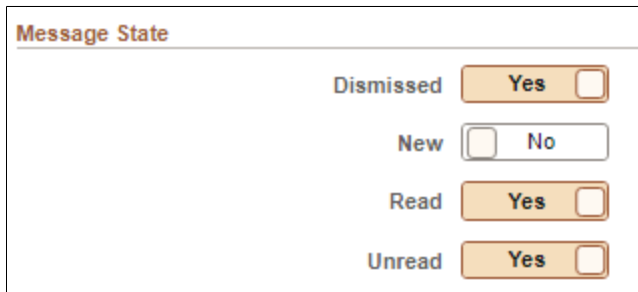 Message State
Dismissed Yes
New No
Read Yes
Unread Yes